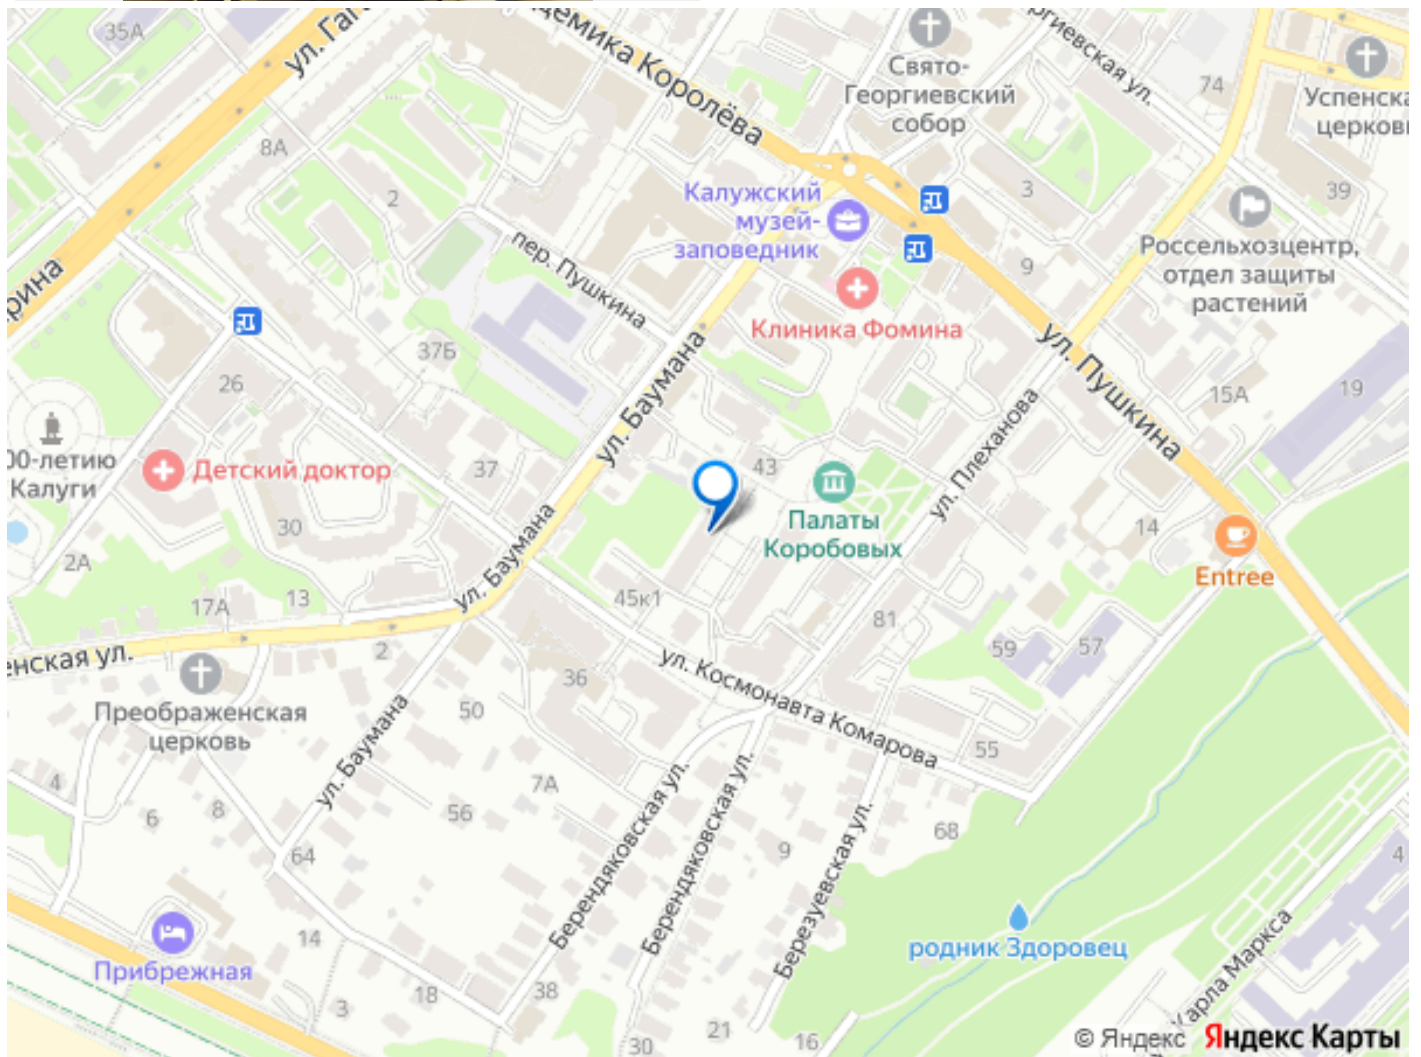 35А
ул. Гага
демика Королёва
ргиевская ул.
Свято-
Георгиевский
собор
74
Успенска
церковь
8А
2
Калужский
музей-
заповедник
3
39
Россельхозцентр,
отдел защиты
растений
пер. Пушкина
9
рина
Клиника Фомина
ул. Пушкина
37Б
26
ул. Баумана
15А
19
00-летию
Калуги
Детский доктор
37
43
ул. Плеханова
30
Палаты
Коробовых
14
Entree
2А
ул. Баумана
17А
13
45к1
81
59
57
енская ул.
2
ул. Космонавта Комарова
36
Преображенская
церковь
50
55
ул. Баумана
7А
4
6
8
56
Берендяковская ул.
Берендяковская ул.
Березуевская ул.
68
9
64
4
родник Здоровец
Карла Маркса
14
Прибрежная
18
38
3
21
16
30
© Яндекс Яндекс Карты